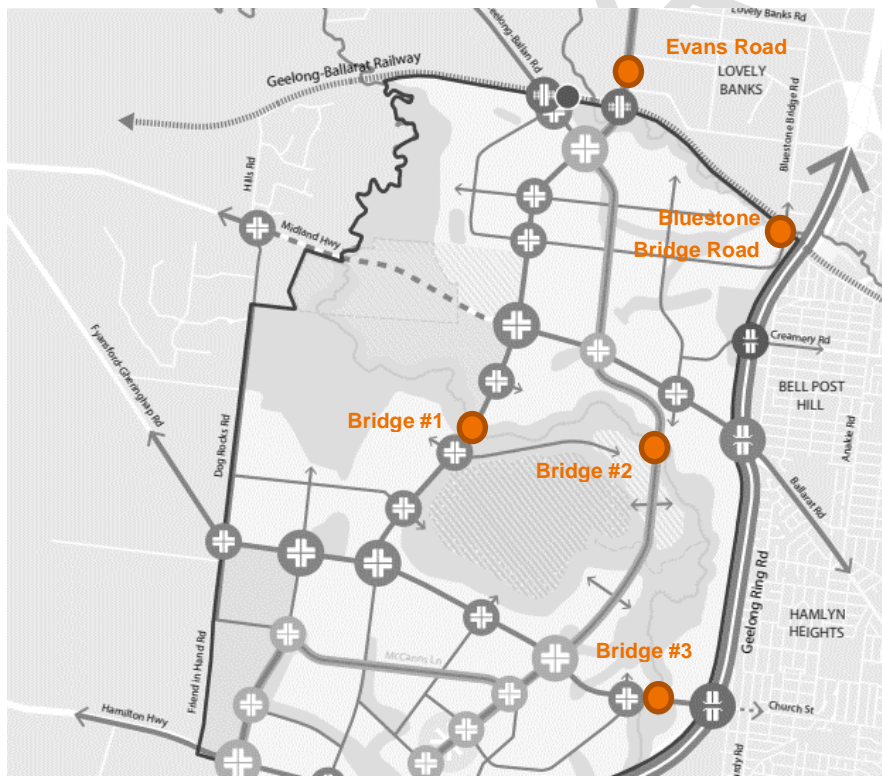 Lovely Banks Rd
Geelong-Ballan Rd
Evans Road
LOVELY
BANKS
Geelong-Ballarat Railway
Bluestone Bridge Rd
Hills Rd
Midland Hwy
Bluestone
Bridge Road
Creamery Rd
Fyansford-Gheringhap Rd
BELL POST
HILL
Bridge #1
Anakie Rd
Dog Rocks Rd
Bridge #2
Ballarat Rd
Geelong Ring Rd
HAMLYN
HEIGHTS
McCanns Ln
Bridge #3
Friend in Hand Rd
Hamilton Hwy
Church St